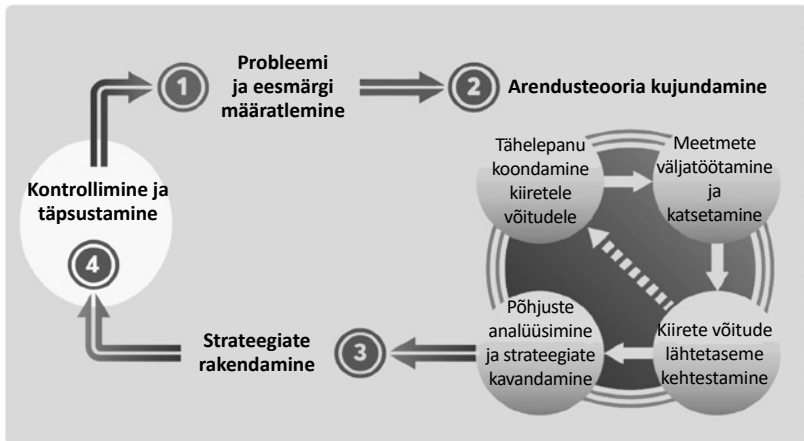 1
Probleemi
ja eesmärgi
määratlemine
2
Arendusteooria kujundamine
Tähelepanu
koondamine
kiiretele
võitudele
Meetmete
väljatöötamine
ja
katsetamine
Kiirete võitude
lähtetaseme
kehtestamine
Põhjuste
analüüsimine
ja strateegiate
kavandamine
3
Strateegiate
rakendamine
Kontrollimine ja
täpsustamine
4